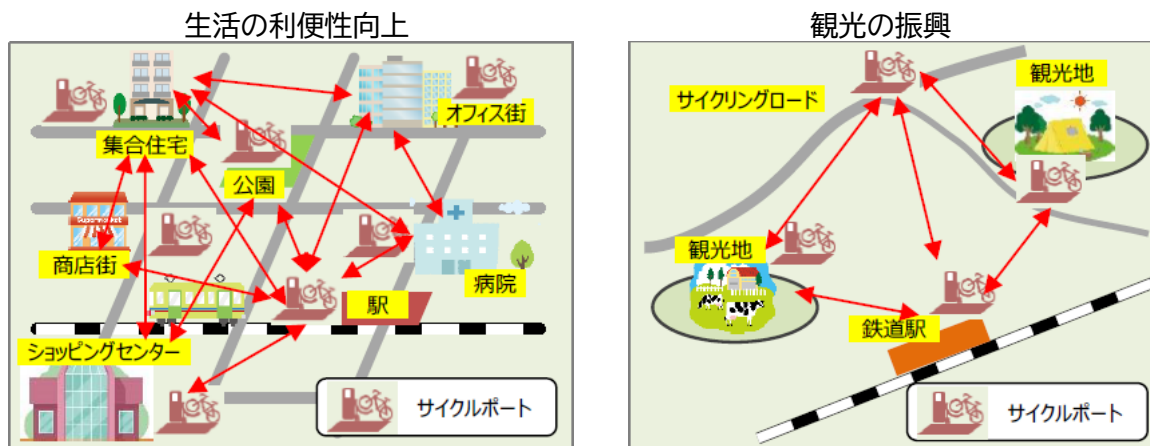 生活の利便性向上
オフィス街
集合住宅
公園
Supermarket
商店街
病院
駅
ショッピングセンター
サイクルポート
観光の振興
観光地
サイクリングロード
観光地
鉄道駅
サイクルポート